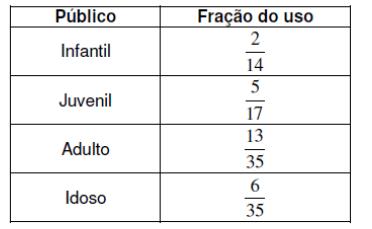 Público Fração do uso
Infantil 2/14
Juvenil 5/17
Adulto 13/35
Idoso 6/35